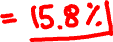 = 15.8%